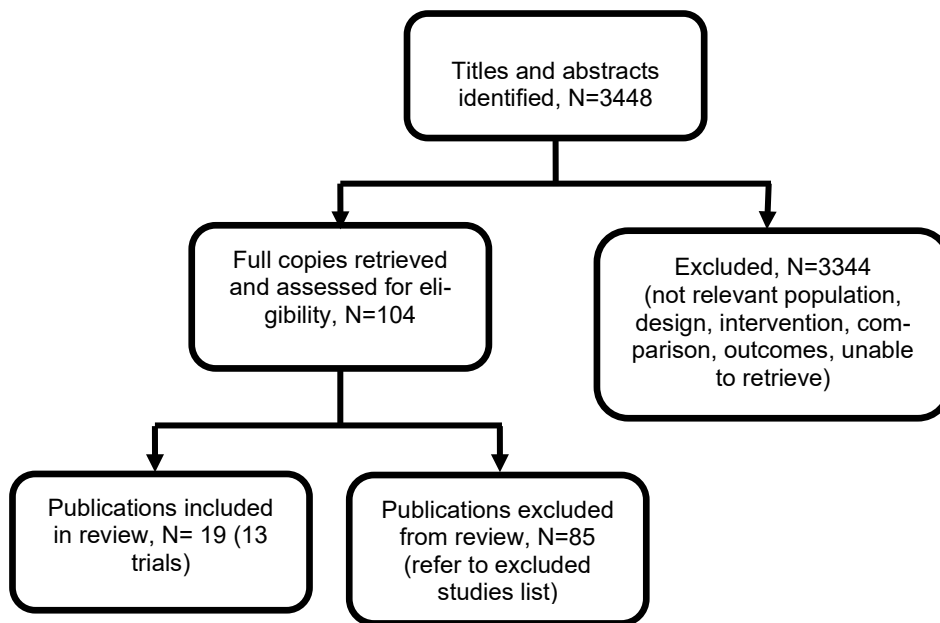 Titles and abstracts
identified, N=3448
Full copies retrieved
and assessed for eli-
gibility, N=104
Excluded, N=3344
(not relevant population,
design, intervention, com-
parison, outcomes, unable
to retrieve)
Publications included
in review, N= 19 (13
trials)
Publications excluded
from review, N=85
(refer to excluded
studies list)